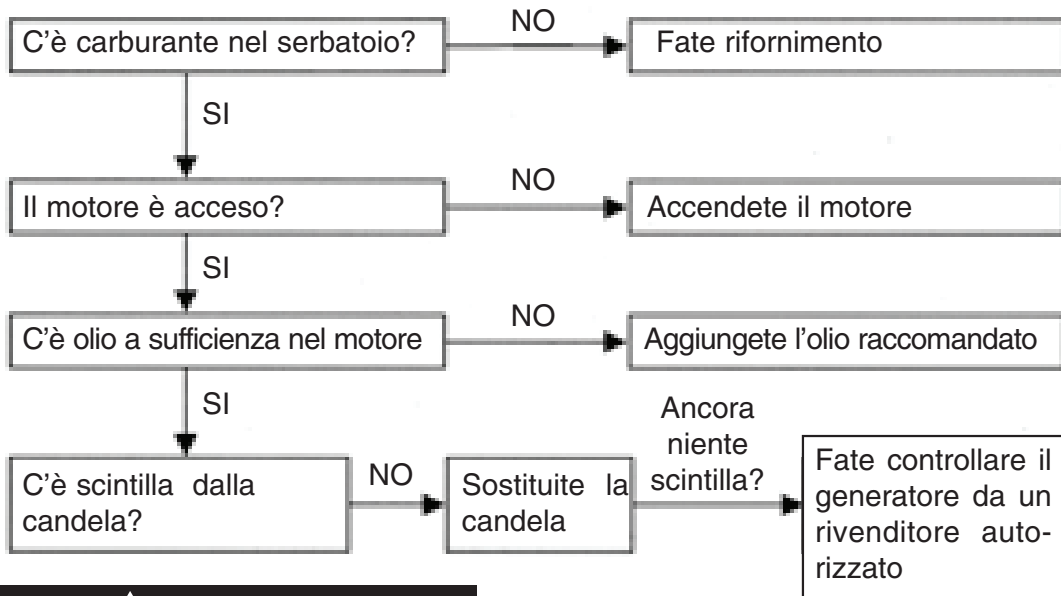 C'è carburante nel serbatoio?
NO
Fate rifornimento
SI
Il motore è acceso?
NO
Accendete il motore
SI
C'è olio a sufficienza nel motore
NO
Aggiungete l'olio raccomandato
SI
C'è scintilla dalla
candela?
NO
Sostituite la
candela
Ancora
niente
scintilla?
Fate controllare il
generatore da un
rivenditore auto-
rizzato